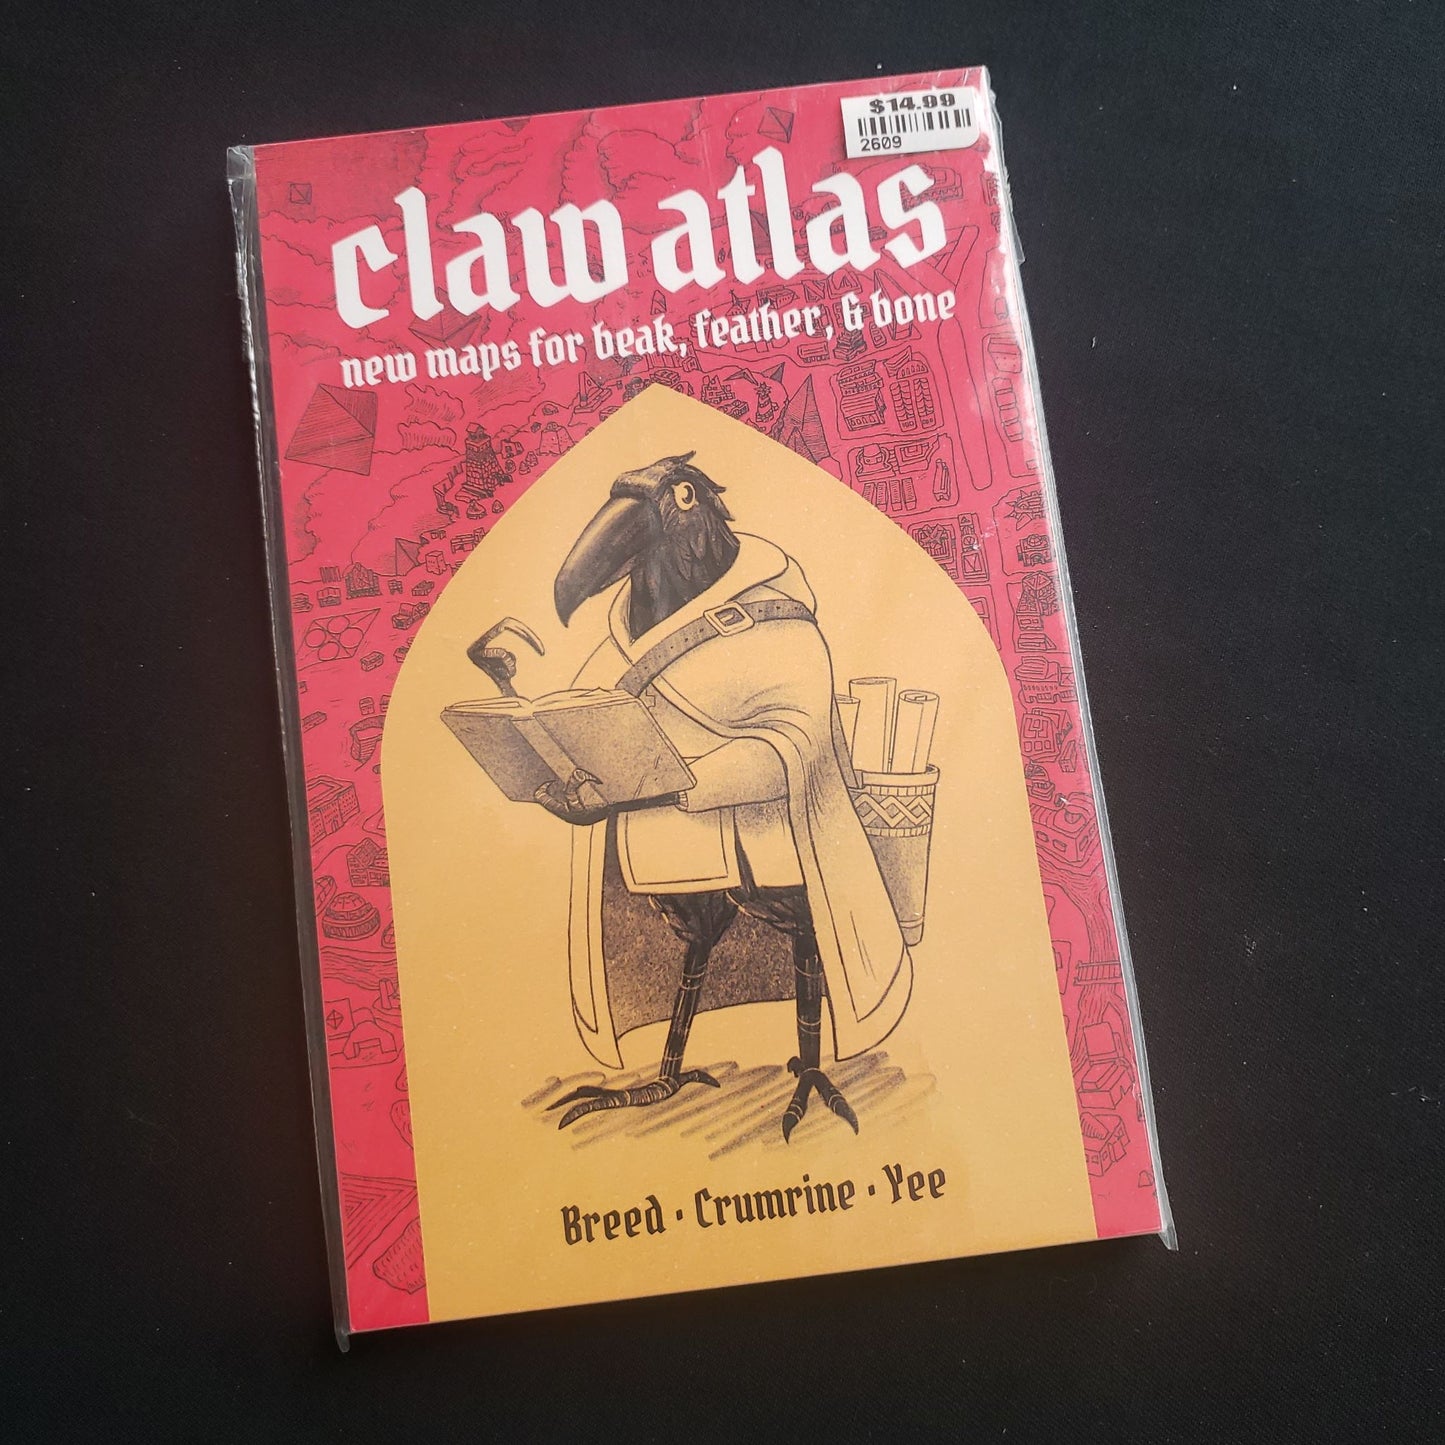 $14.99
2609
claw atlas
new maps for beak, feather, & bone
Breed · Crumrine · Yee